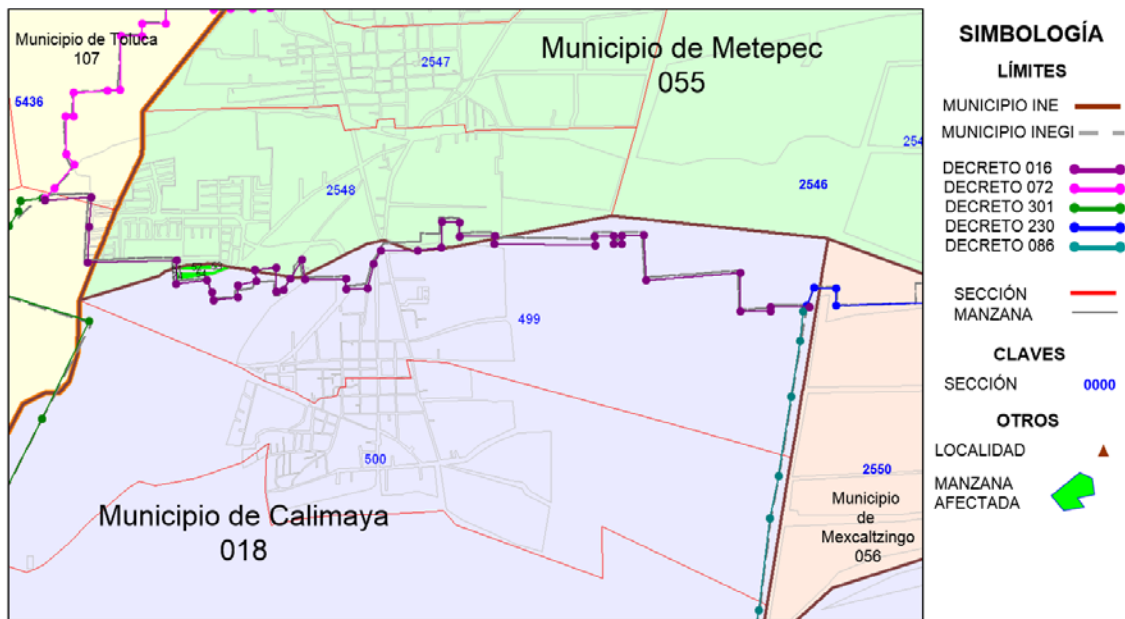 Municipio de Toluca
107
5436
2547
Municipio de Metepec
055
254
2548
2546
499
500
2550
Municipio de Calimaya
018
Municipio
de
Mexcaltzingo
056
SIMBOLOGÍA
LÍMITES
MUNICIPIO INE
MUNICIPIO INEGI
DECRETO 016
DECRETO 072
DECRETO 301
DECRETO 230
DECRETO 086
SECCIÓN
MANZANA
CLAVES
SECCIÓN 0000
OTROS
LOCALIDAD
MANZANA
AFECTADA